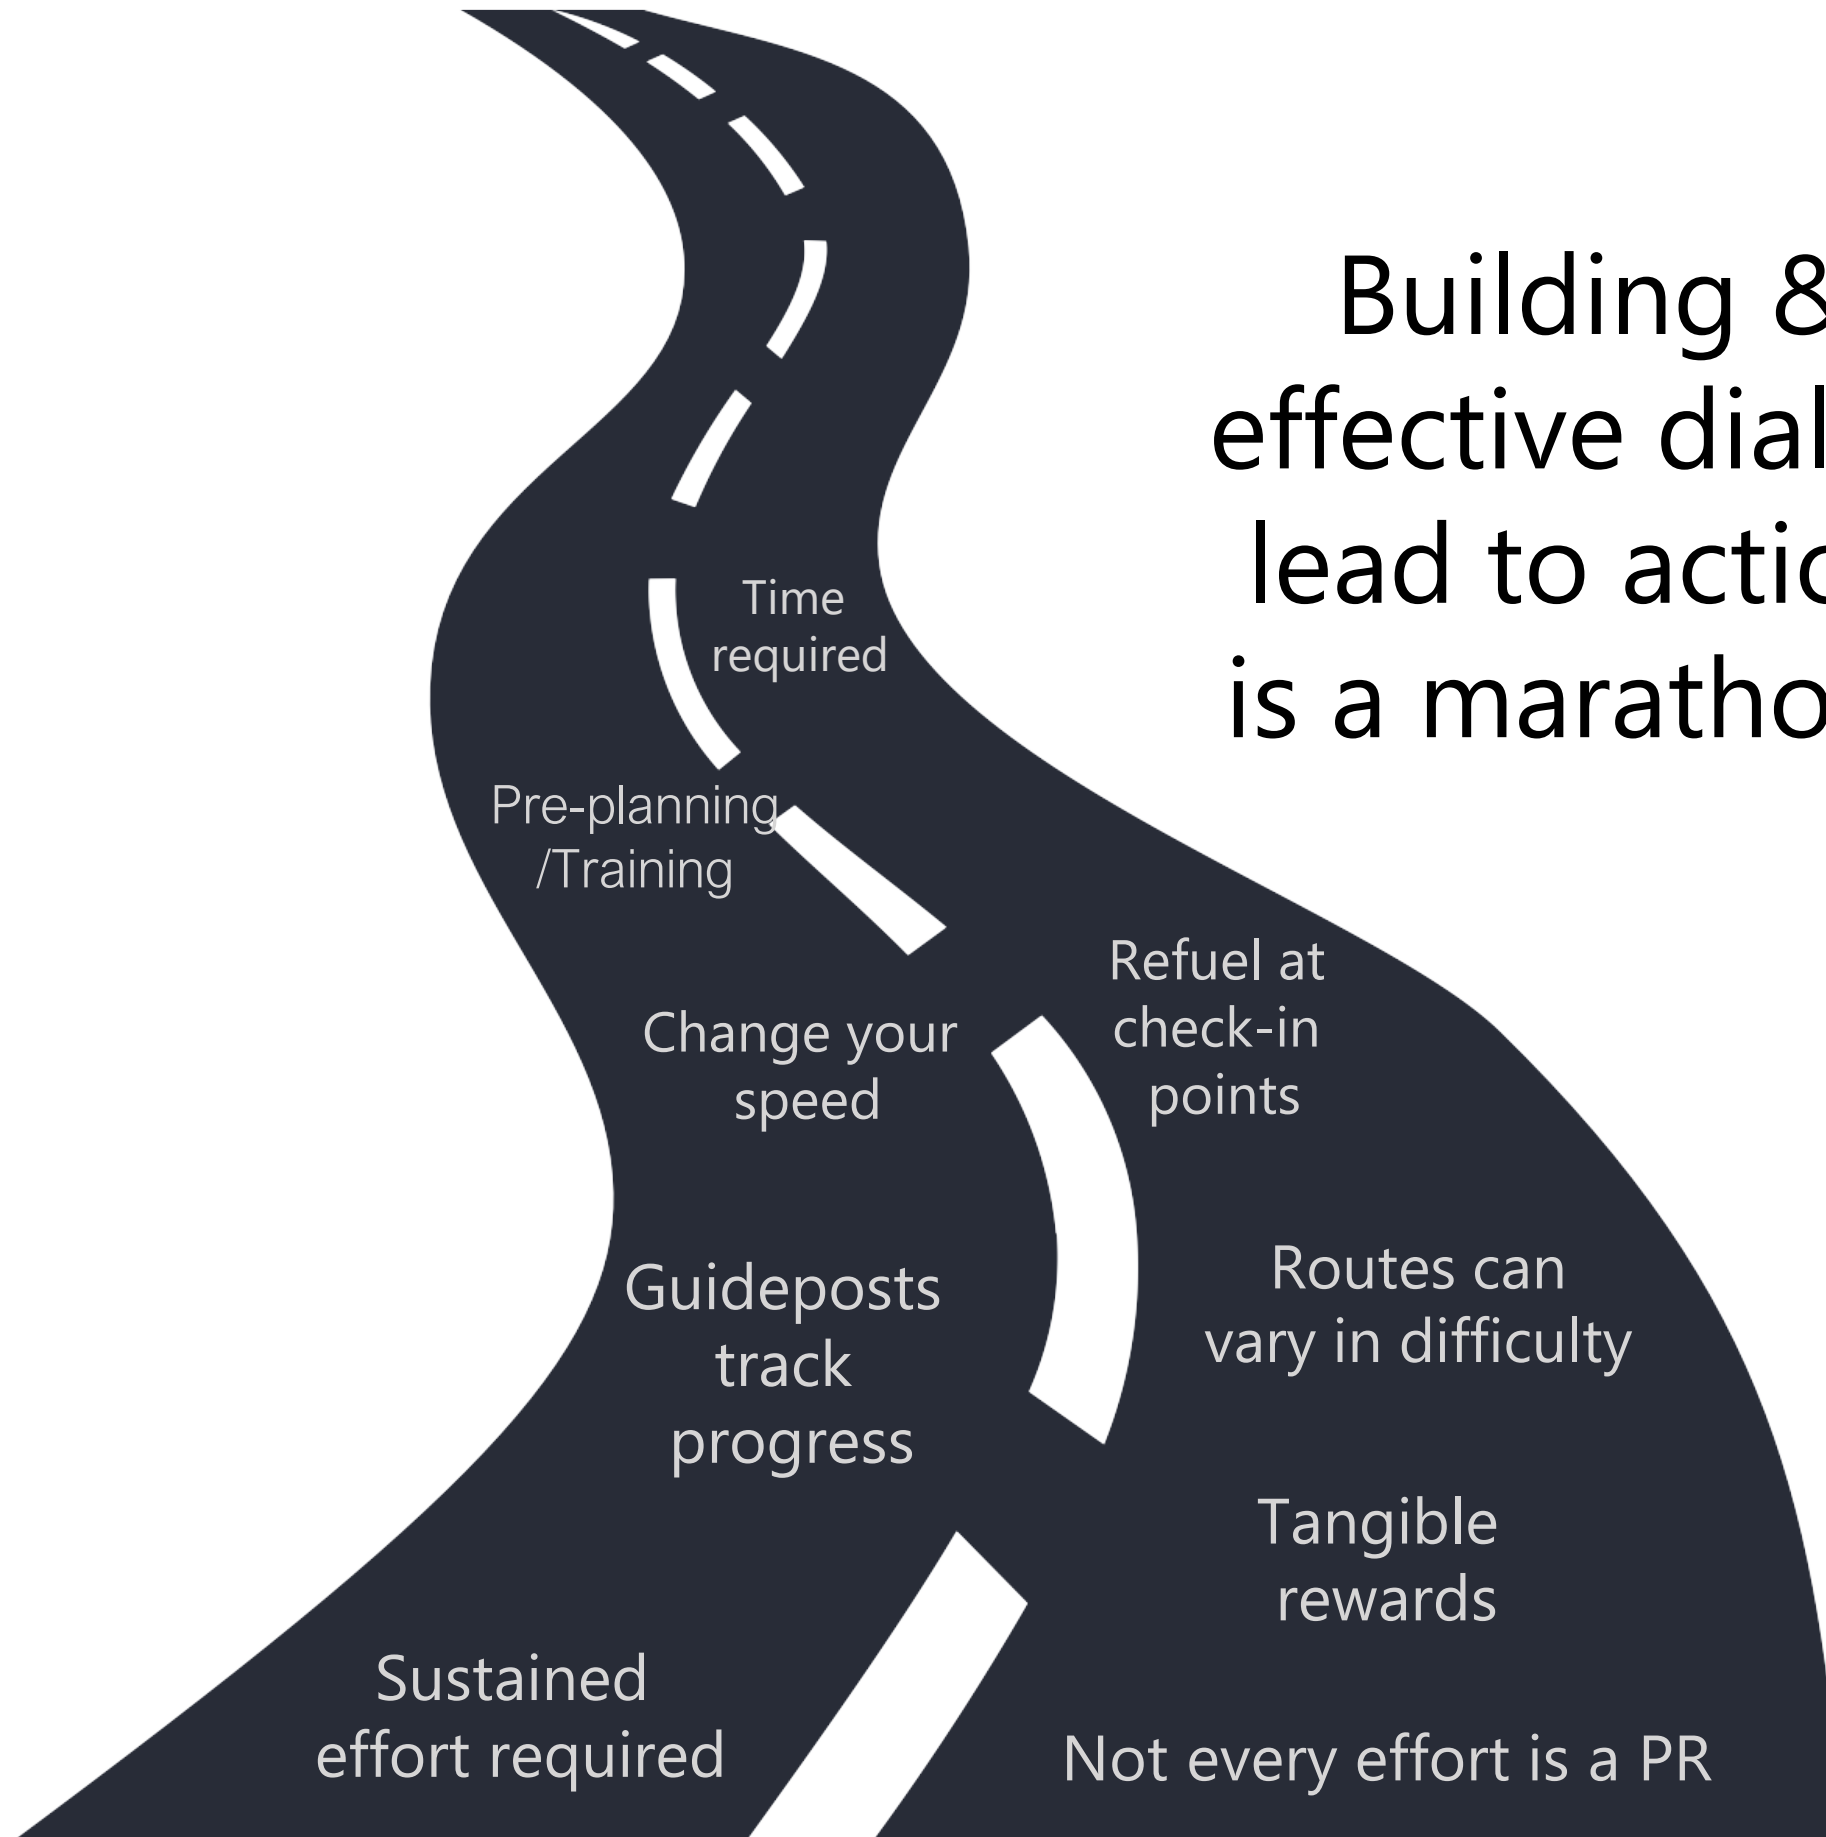 Building &
effective dial
lead to actio
is a maratho
Time
required
Pre-planning
/Training
Refuel at
check-in
points
Change your
speed
Guideposts
track
progress
Routes can
vary in difficulty
Tangible
rewards
Sustained
effort required
Not every effort is a PR